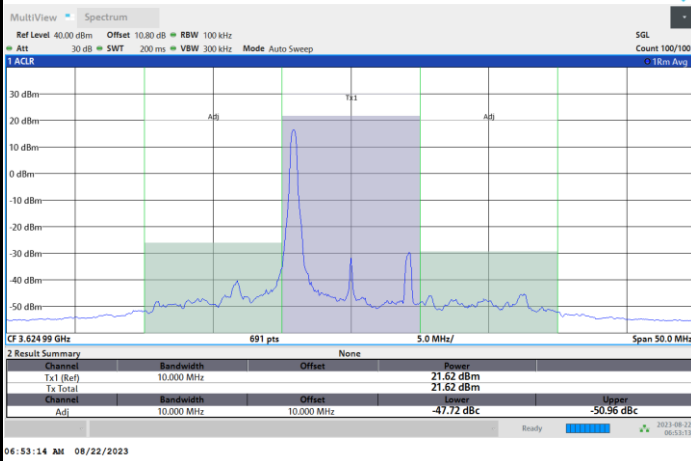 MultiView Spectrum
Ref Level 40.00 dBm Offset 10.80 dB RBW 100 kHz SGL
Att 30 dB SWT 200 ms VBW 300 kHz Mode Auto Sweep Count 100/100
1 ACLR 1Rm Avg
30 dBm
Tx1
20 dBm
Adj Adj
10 dBm
0 dBm
-10 dBm
-20 dBm
-30 dBm
-40 dBm
-50 dBm
CF 3.624 99 GHz 691 pts 5.0 MHz/ Span 50.0 MHz
2 Result Summary None
Channel Bandwidth Offset Power
Tx1 (Ref) 10.000 MHz 21.62 dBm
Tx Total 21.62 dBm
Channel Bandwidth Offset Lower Upper
Adj 10.000 MHz 10.000 MHz -47.72 dBc -50.96 dBc
Ready 2023-08-22
06:53:13
06:53:14 AM 08/22/2023